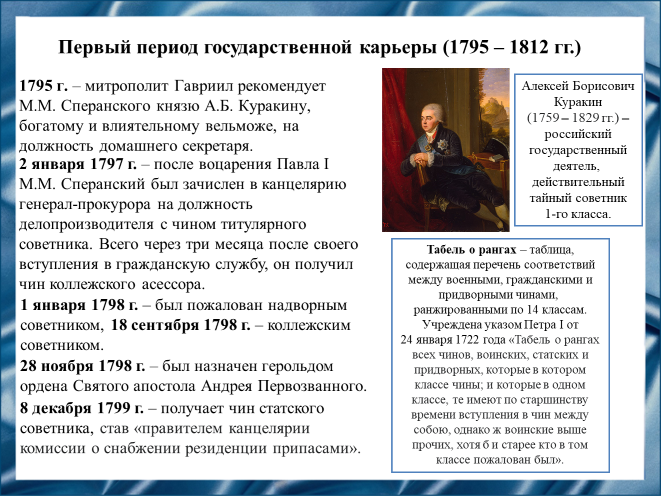 Первый период государственной карьеры (1795 – 1812 гг.)
1795 г. – митрополит Гавриил рекомендует
М.М. Сперанского князю А.Б. Куракину,
богатому и влиятельному вельможе, на
должность домашнего секретаря.
2 января 1797 г. – после воцарения Павла I
М.М. Сперанский был зачислен в канцелярию
генерал-прокурора на должность
делопроизводителя с чином титулярного
советника. Всего через три месяца после своего
вступления в гражданскую службу, он получил
чин коллежского асессора.
1 января 1798 г. – был пожалован надворным
советником, 18 сентября 1798 г. – коллежским
советником.
28 ноября 1798 г. – был назначен герольдом
ордена Святого апостола Андрея Первозванного.
8 декабря 1799 г. – получает чин статского
советника, став «правителем канцелярии
комиссии о снабжении резиденции припасами».
Алексей Борисович
Куракин
(1759 – 1829 гг.) –
российский
государственный
деятель,
действительный
тайный советник
1-го класса.
Табель о рангах – таблица,
содержащая перечень соответствий
между военными, гражданскими и
придворными чинами,
ранжированными по 14 классам.
Учреждена указом Петра I от
24 января 1722 года «Табель о рангах
всех чинов, воинских, статских и
придворных, которые в котором
классе чины; и которые в одном
классе, те имеют по старшинству
времени вступления в чин между
собою, однако ж воинские выше
прочих, хотя б и старее кто в том
классе пожалован был».